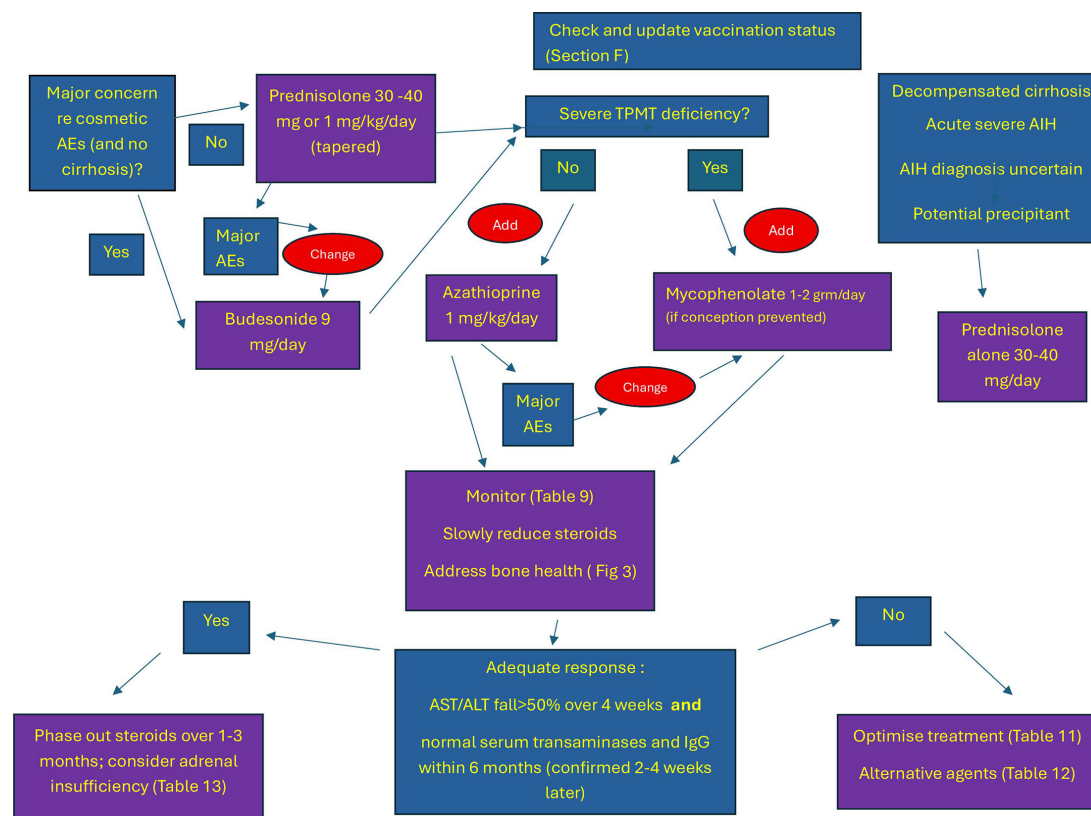 Check and update vaccination status
(Section F)
Major concern
re cosmetic
AEs (and no
cirrhosis)?
No
Yes
Prednisolone 30 -40
mg or 1 mg/kg/day
(tapered)
Major
AEs
Change
Budesonide 9
mg/day
Severe TPMT deficiency?
No
Yes
Add
Add
Azathioprine
1 mg/kg/day
Mycophenolate 1-2 grm/day
(if conception prevented)
Major
AEs
Change
Decompensated cirrhosis
Acute severe AIH
AIH diagnosis uncertain
Potential precipitant
Prednisolone
alone 30-40
mg/day
Monitor (Table 9)
Slowly reduce steroids
Address bone health ( Fig 3)
Yes
No
Adequate response :
AST/ALT fall>50% over 4 weeks and
normal serum transaminases and IgG
within 6 months (confirmed 2-4 weeks
later)
Phase out steroids over 1-3
months; consider adrenal
insufficiency (Table 13)
Optimise treatment (Table 11)
Alternative agents (Table 12)